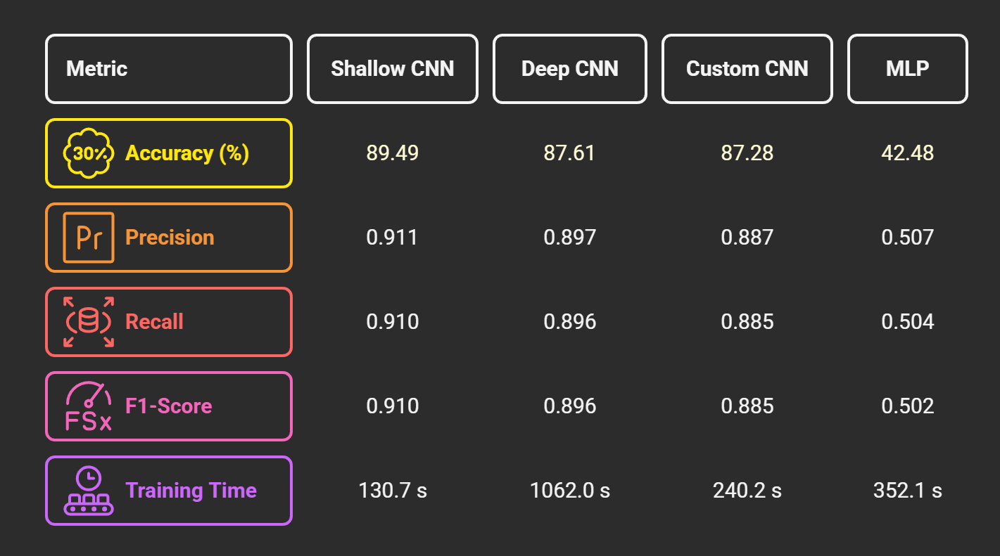 Metric Shallow CNN Deep CNN Custom CNN MLP
30% Accuracy (%) 89.49 87.61 87.28 42.48
Pr Precision 0.911 0.897 0.887 0.507
Recall 0.910 0.896 0.885 0.504
FSx F1-Score 0.910 0.896 0.885 0.502
Training Time 130.7 s 1062.0 s 240.2 s 352.1 s